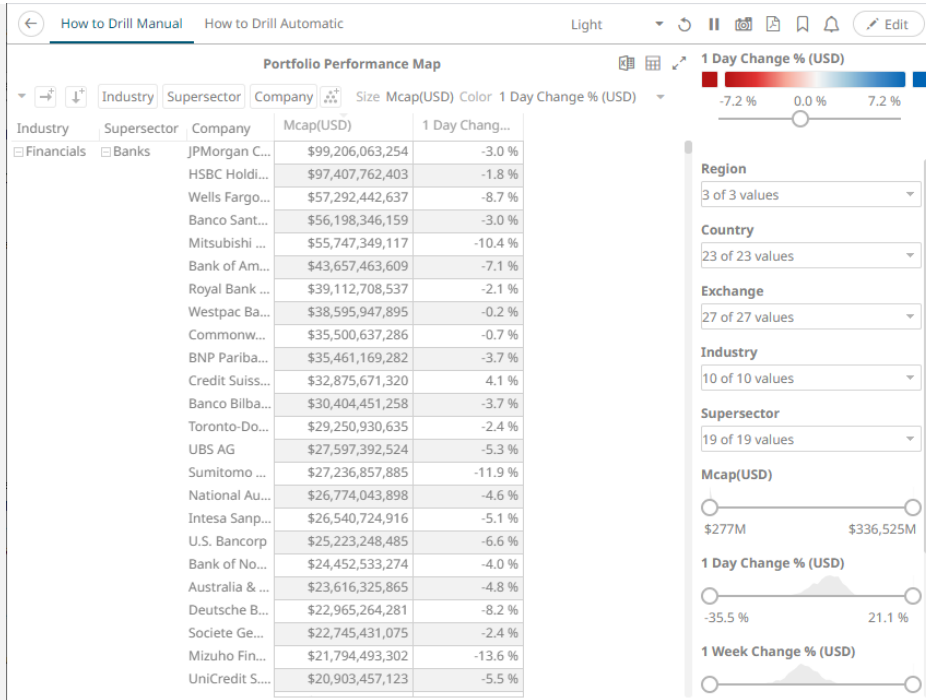 How to Drill Manual How to Drill Automatic Light Edit
Portfolio Performance Map
Industry Supersector Company Size Mcap(USD) Color 1 Day Change % (USD)
Industry Supersector Company Mcap(USD) 1 Day Chang...
Financials Banks JPMorgan C... $99,206,063,254 -3.0 %
HSBC Holdi... $97,407,762,403 -1.8 %
Wells Fargo... $57,292,442,637 -8.7 %
Banco Sant... $56,198,346,159 -3.0 %
Mitsubishi ... $55,747,349,117 -10.4 %
Bank of Am... $43,657,463,609 -7.1 %
Royal Bank ... $39,112,708,537 -2.1 %
Westpac Ba... $38,595,947,895 -0.2 %
Commonw... $35,500,637,286 -0.7 %
BNP Pariba... $35,461,169,282 -3.7 %
Credit Suiss... $32,875,671,320 4.1 %
Banco Bilba... $30,404,451,258 -3.7 %
Toronto-Do... $29,250,930,635 -2.4 %
UBS AG $27,597,392,524 -5.3 %
Sumitomo ... $27,236,857,885 -11.9 %
National Au... $26,774,043,898 -4.6 %
Intesa Sanp... $26,540,724,916 -5.1 %
U.S. Bancorp $25,223,248,485 -6.6 %
Bank of No... $24,452,533,274 -4.0 %
Australia & ... $23,616,325,865 -4.8 %
Deutsche B... $22,965,264,281 -8.2 %
Societe Ge... $22,745,431,075 -2.4 %
Mizuho Fin... $21,794,493,302 -13.6 %
UniCredit S.... $20,903,457,123 -5.5 %
1 Day Change % (USD)
-7.2 % 0.0 % 7.2 %
Region
3 of 3 values
Country
23 of 23 values
Exchange
27 of 27 values
Industry
10 of 10 values
Supersector
19 of 19 values
Mcap(USD)
$277M $336,525M
1 Day Change % (USD)
-35.5 % 21.1 %
1 Week Change % (USD)